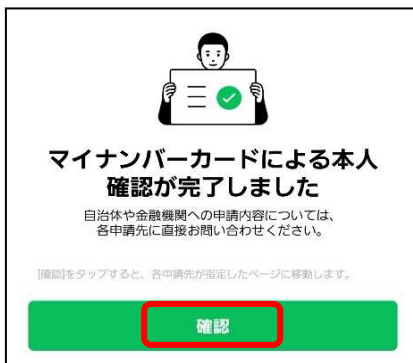 マイナンバーカードによる本人
確認が完了しました
自治体や金融機関への申請内容については、
各申請先に直接お問い合わせください。
[確認]をタップすると、各申請先が指定したページに移動します。
確認